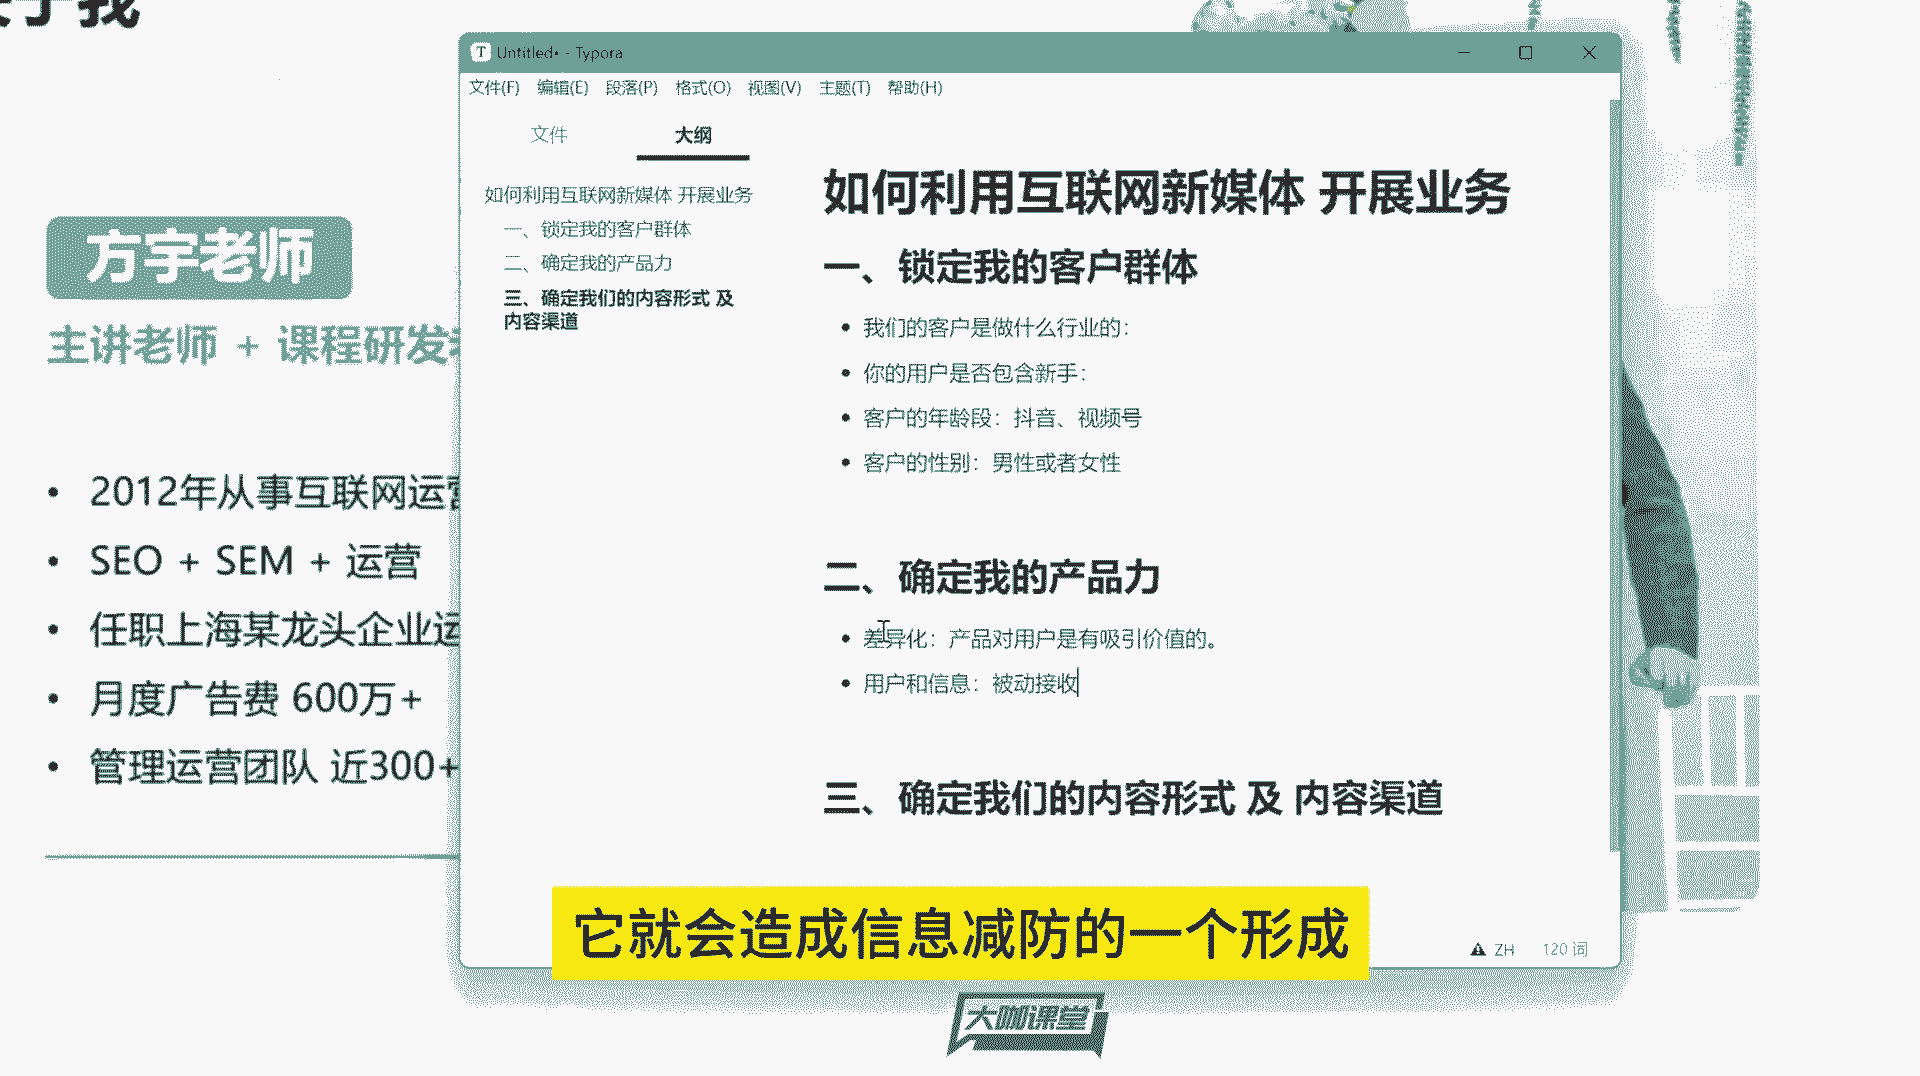 我
方宇老师
主讲老师 + 课程研发
• 2012年从事互联网运营
• SEO + SEM + 运营
• 任职上海某龙头企业运
• 月度广告费 600万+
• 管理运营团队 近300+
Untitled• - Typora
文件(F) 编辑(E) 段落(P) 格式(O) 视图(V) 主题(T) 帮助(H)
文件 大纲
如何利用互联网新媒体 开展业务
一、锁定我的客户群体
二、确定我的产品力
三、确定我们的内容形式 及
内容渠道
如何利用互联网新媒体 开展业务
一、锁定我的客户群体
• 我们的客户是做什么行业的：
• 你的用户是否包含新手：
• 客户的年龄段：抖音、视频号
• 客户的性别：男性或者女性
二、确定我的产品力
• 差异化：产品对用户是有吸引价值的。
• 用户和信息：被动接收
三、确定我们的内容形式 及 内容渠道
ZH 120 词
它就会造成信息减防的一个形成
大咖课堂